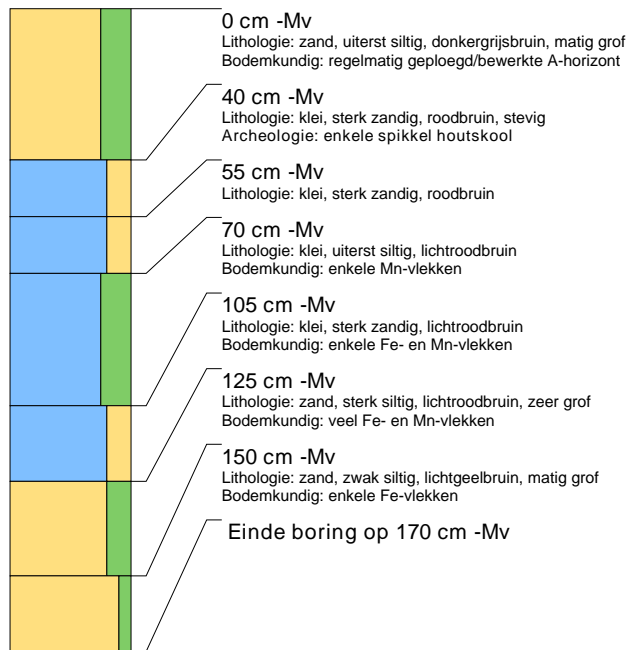 0 cm -Mv
Lithologie: zand, uiterst siltig, donkergrijsbruin, matig grof
Bodemkundig: regelmatig geploegd/bewerkte A-horizont
40 cm -Mv
Lithologie: klei, sterk zandig, roodbruin, stevig
Archeologie: enkele spikkel houtskool
55 cm -Mv
Lithologie: klei, sterk zandig, roodbruin
70 cm -Mv
Lithologie: klei, uiterst siltig, lichtroodbruin
Bodemkundig: enkele Mn-vlekken
105 cm -Mv
Lithologie: klei, sterk zandig, lichtroodbruin
Bodemkundig: enkele Fe- en Mn-vlekken
125 cm -Mv
Lithologie: zand, sterk siltig, lichtroodbruin, zeer grof
Bodemkundig: veel Fe- en Mn-vlekken
150 cm -Mv
Lithologie: zand, zwak siltig, lichtgeelbruin, matig grof
Bodemkundig: enkele Fe-vlekken
Einde boring op 170 cm -Mv